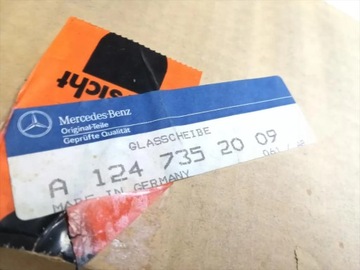 sicht
Mercedes-Benz
Original-Teile
Geprüfte Qualität
GLASSCHEIBE
A 124 735 20 09
MADE IN GERMANY